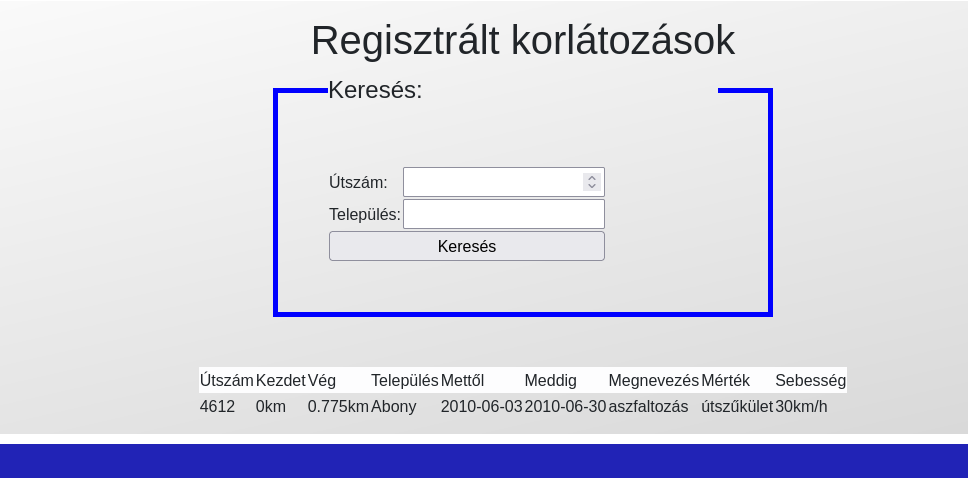 Regisztrált korlátozások
Keresés:
Útszám:
Település:
Keresés
Útszám Kezdet Vég Település Mettől Meddig Megnevezés Mérték Sebesség
4612 0km 0.775km Abony 2010-06-03 2010-06-30 aszfaltozás útszűkület 30km/h